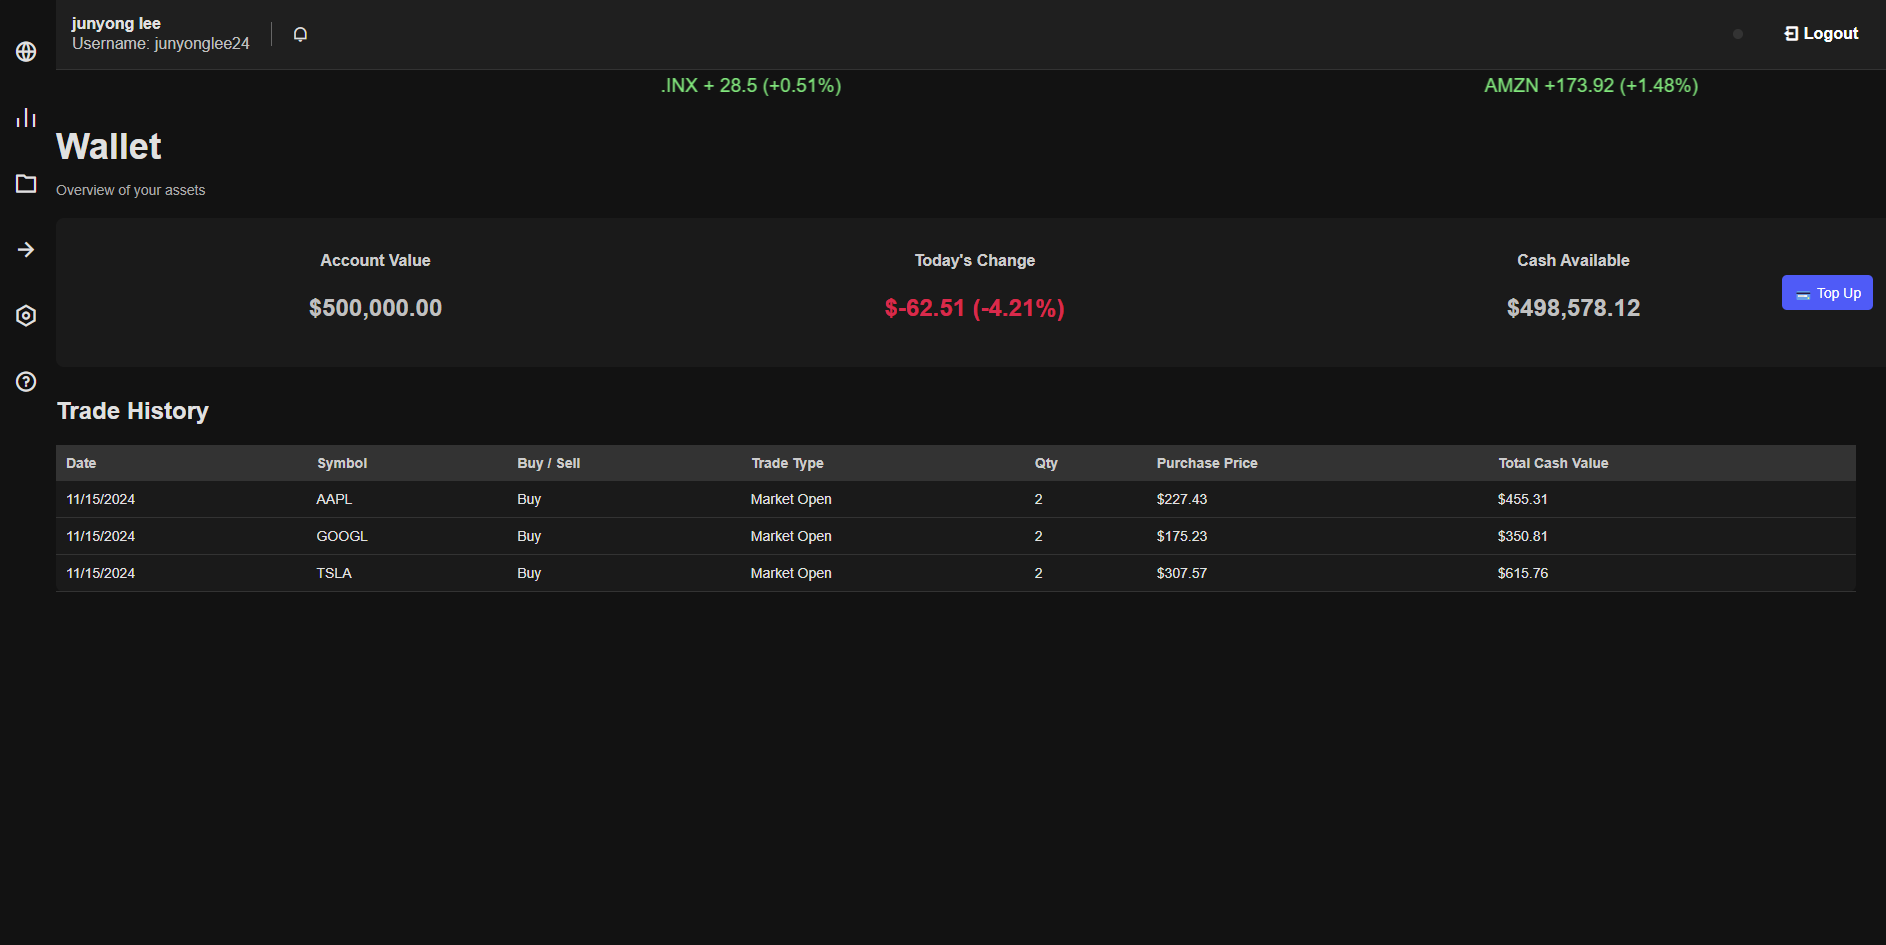 junyong lee
Username: junyonglee24
Logout
.INX + 28.5 (+0.51%) AMZN +173.92 (+1.48%)
Wallet
Overview of your assets
Account Value Today's Change Cash Available
$500,000.00 $-62.51 (-4.21%) $498,578.12
Top Up
Trade History
Date Symbol Buy / Sell Trade Type Qty Purchase Price Total Cash Value
11/15/2024 AAPL Buy Market Open 2 $227.43 $455.31
11/15/2024 GOOGL Buy Market Open 2 $175.23 $350.81
11/15/2024 TSLA Buy Market Open 2 $307.57 $615.76